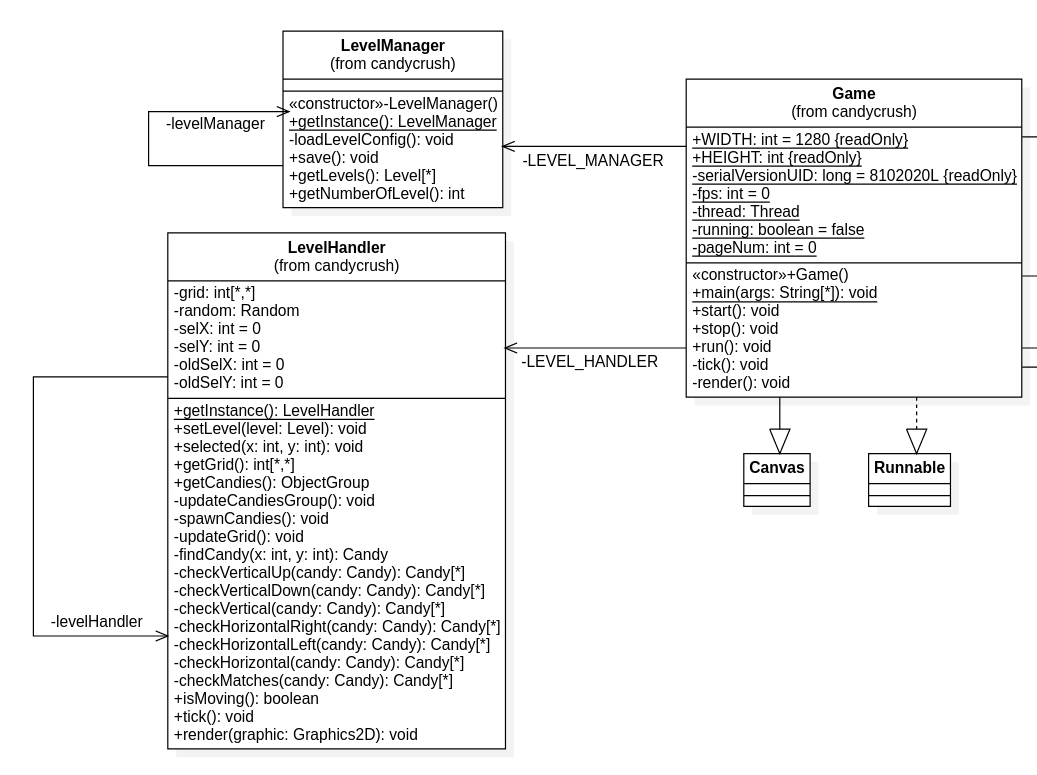 LevelManager
(from candycrush)
«constructor»-LevelManager()
+getInstance(): LevelManager
-loadLevelConfig(): void
+save(): void
+getLevels(): Level[*]
+getNumberOfLevel(): int
-levelManager
-LEVEL_MANAGER
Game
(from candycrush)
+WIDTH: int = 1280 {readOnly}
+HEIGHT: int {readOnly}
-serialVersionUID: long = 8102020L {readOnly}
-fps: int = 0
-thread: Thread
-running: boolean = false
-pageNum: int = 0
«constructor»+Game()
+main(args: String[*]): void
+start(): void
+stop(): void
+run(): void
-tick(): void
-render(): void
LevelHandler
(from candycrush)
-grid: int[*,*]
-random: Random
-selX: int = 0
-selY: int = 0
-oldSelX: int = 0
-oldSelY: int = 0
+getInstance(): LevelHandler
+setLevel(level: Level): void
+selected(x: int, y: int): void
+getGrid(): int[*,*]
+getCandies(): ObjectGroup
-updateCandiesGroup(): void
-spawnCandies(): void
-updateGrid(): void
-findCandy(x: int, y: int): Candy
-checkVerticalUp(candy: Candy): Candy[*]
-checkVerticalDown(candy: Candy): Candy[*]
-checkVertical(candy: Candy): Candy[*]
-checkHorizontalRight(candy: Candy): Candy[*]
-checkHorizontalLeft(candy: Candy): Candy[*]
-checkHorizontal(candy: Candy): Candy[*]
-checkMatches(candy: Candy): Candy[*]
+isMoving(): boolean
+tick(): void
+render(graphic: Graphics2D): void
-levelHandler
-LEVEL_HANDLER
Canvas
Runnable